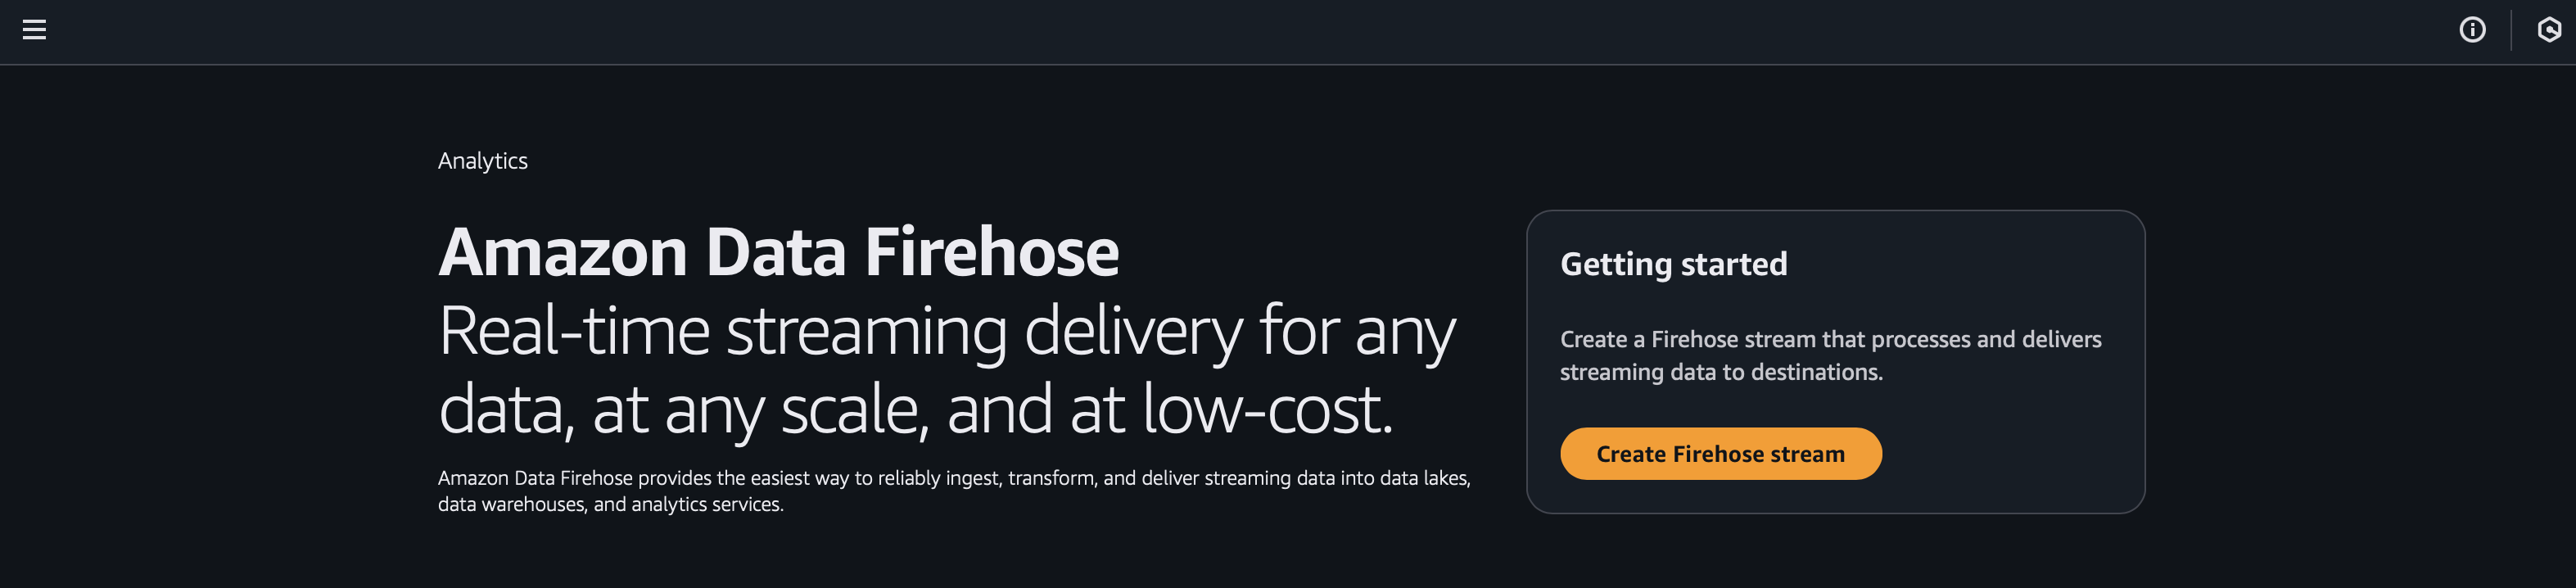 Analytics
Amazon Data Firehose
Real-time streaming delivery for any
data, at any scale, and at low-cost.
Amazon Data Firehose provides the easiest way to reliably ingest, transform, and deliver streaming data into data lakes,
data warehouses, and analytics services.
Getting started
Create a Firehose stream that processes and delivers
streaming data to destinations.
Create Firehose stream